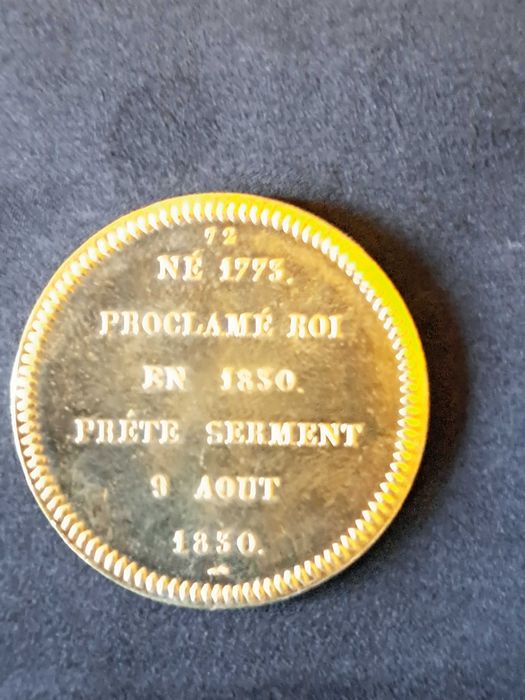 72
NÉ 1773.
PROCLAMÉ ROI
EN 1830.
PRÊTE SERMENT
9 AOUT
1830.